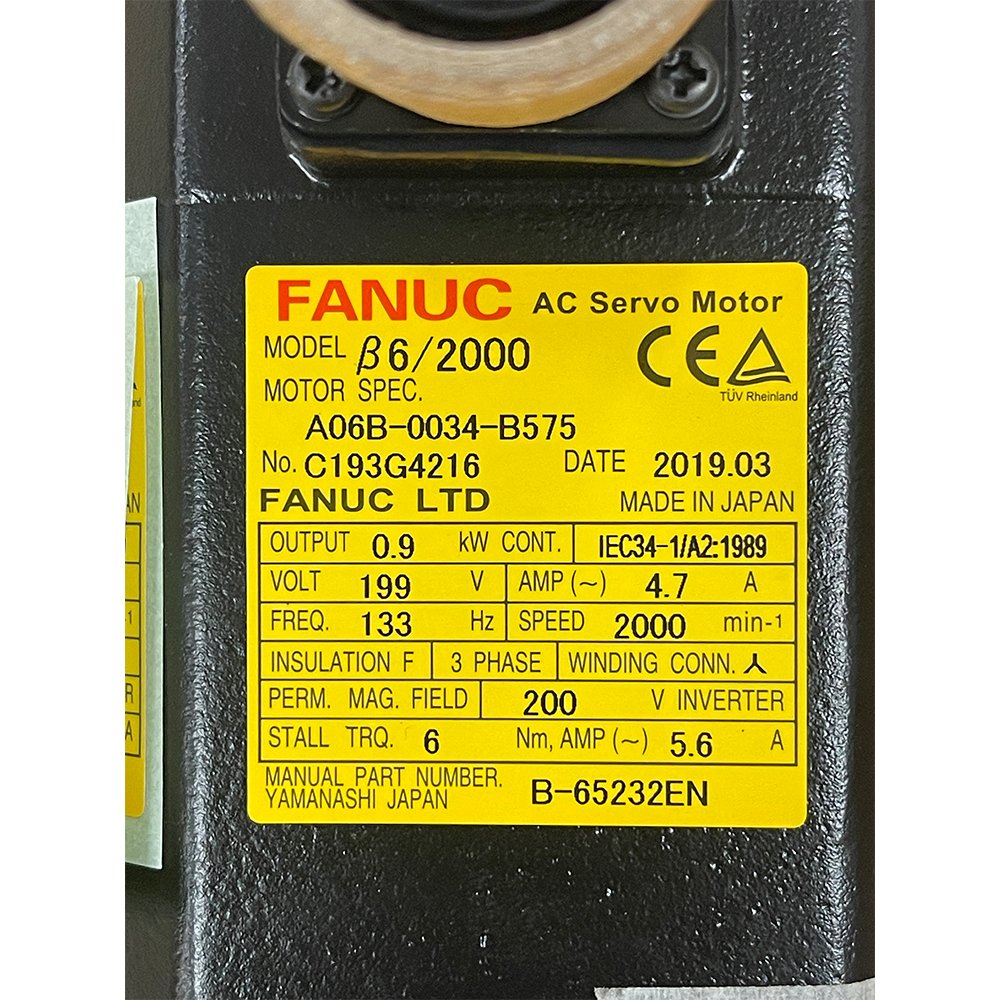 FANUC AC Servo Motor
MODEL β6/2000
MOTOR SPEC.
TÜV Rheinland
A06B-0034-B575
No. C193G4216 DATE 2019.03
FANUC LTD MADE IN JAPAN
OUTPUT 0.9 kW CONT. IEC34-1/A2:1989
VOLT 199 V AMP (~) 4.7 A
FREQ. 133 Hz SPEED 2000 min-1
INSULATION F 3 PHASE WINDING CONN.
PERM. MAG. FIELD 200 V INVERTER
STALL TRQ. 6 Nm, AMP (~) 5.6 A
MANUAL PART NUMBER.
YAMANASHI JAPAN B-65232EN